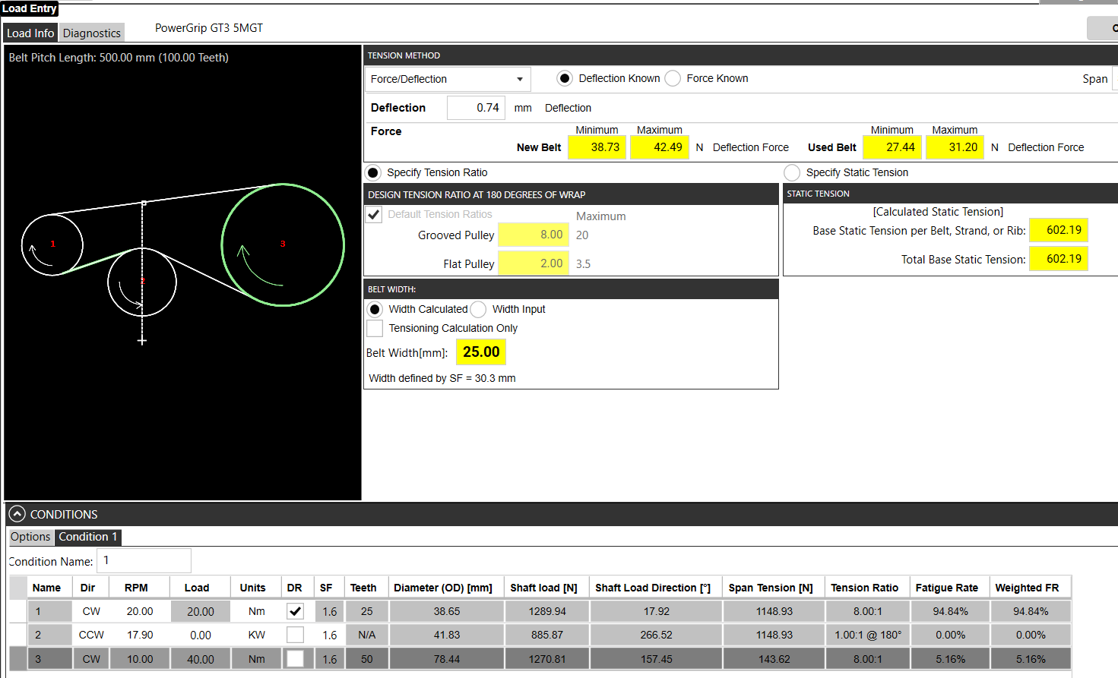 Load Entry
Load Info Diagnostics PowerGrip GT3 5MGT
Belt Pitch Length: 500.00 mm (100.00 Teeth)
1
3
TENSION METHOD
Force/Deflection Deflection Known Force Known Span
Deflection 0.74 mm Deflection
Force Minimum Maximum Minimum Maximum
New Belt 38.73 42.49 N Deflection Force Used Belt 27.44 31.20 N Deflection Force
Specify Tension Ratio Specify Static Tension
DESIGN TENSION RATIO AT 180 DEGREES OF WRAP
Default Tension Ratios Maximum
Grooved Pulley 8.00 20
Flat Pulley 2.00 3.5
STATIC TENSION
[Calculated Static Tension]
Base Static Tension per Belt, Strand, or Rib: 602.19
Total Base Static Tension: 602.19
BELT WIDTH:
Width Calculated Width Input
Tensioning Calculation Only
Belt Width[mm]: 25.00
Width defined by SF = 30.3 mm
CONDITIONS
Options Condition 1
Condition Name: 1
Name Dir RPM Load Units DR SF Teeth Diameter (OD) [mm] Shaft load [N] Shaft Load Direction [°] Span Tension [N] Tension Ratio Fatigue Rate Weighted FR
1 CW 20.00 20.00 Nm 1.6 25 38.65 1289.94 17.92 1148.93 8.00:1 94.84% 94.84%
2 CCW 17.90 0.00 KW 1.6 N/A 41.83 885.87 266.52 1148.93 1.00:1 @ 180° 0.00% 0.00%
3 CW 10.00 40.00 Nm 1.6 50 78.44 1270.81 157.45 143.62 8.00:1 5.16% 5.16%